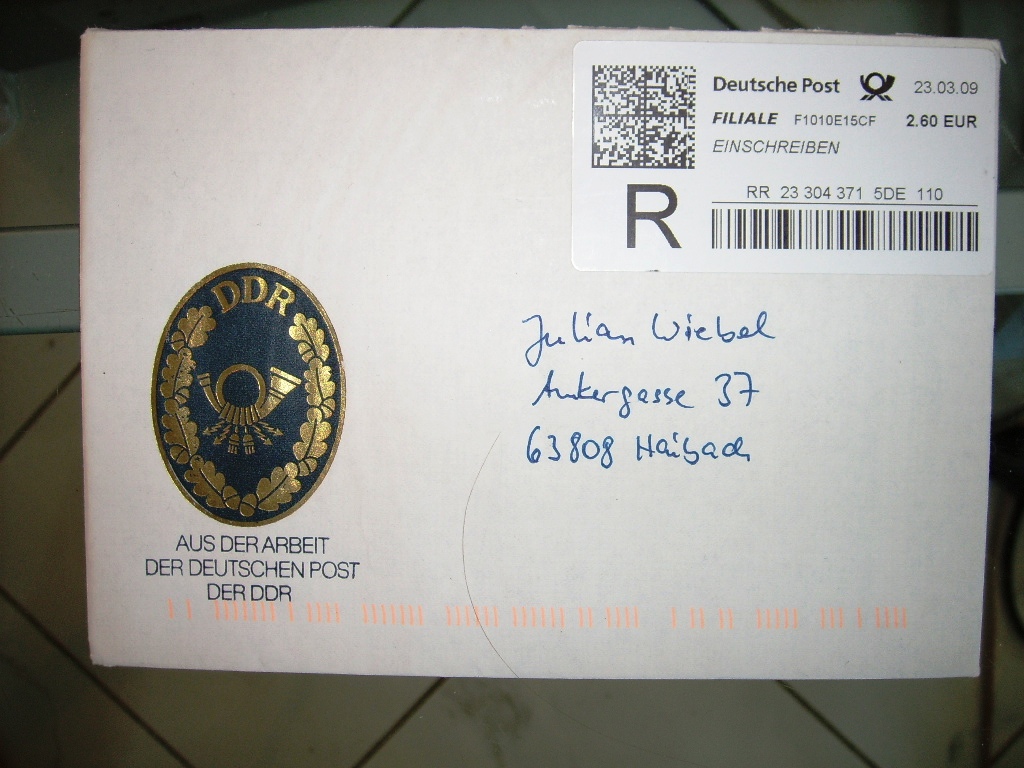 Deutsche Post 23.03.09
FILIALE F1010E15CF 2.60 EUR
EINSCHREIBEN
R
RR 23 304 371 5DE 110
Julian Wiebel
Ankergasse 37
63808 Haibach
DDR
AUS DER ARBEIT
DER DEUTSCHEN POST
DER DDR